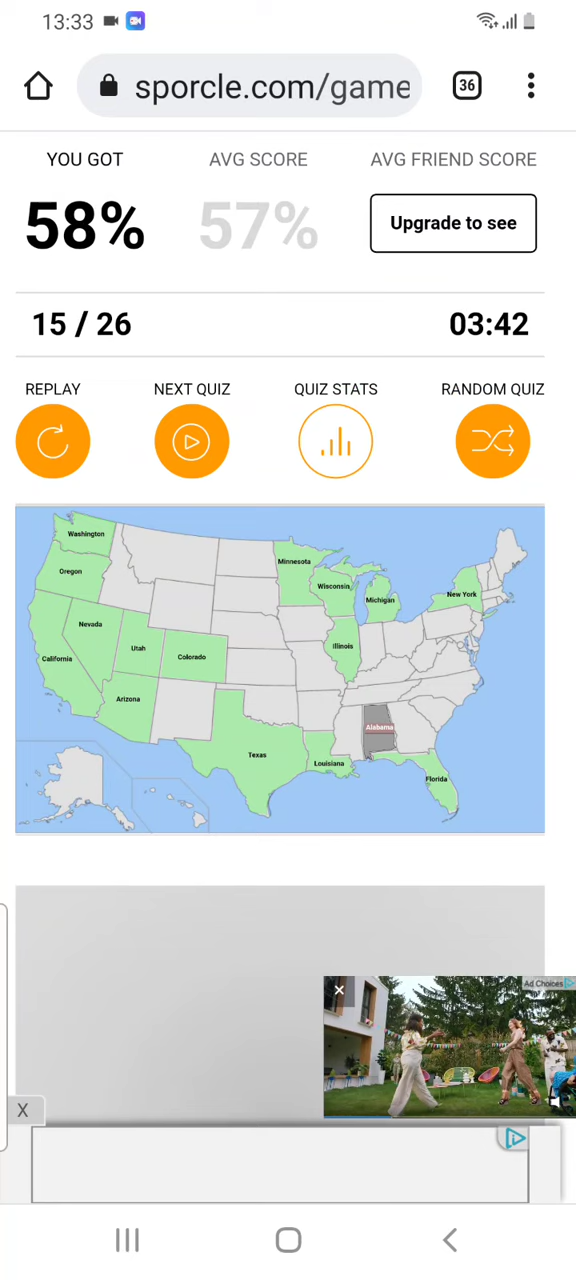 13:33
sporcle.com/game
36
YOU GOT
AVG SCORE
AVG FRIEND SCORE
58%
57%
Upgrade to see
15 / 26
03:42
REPLAY
NEXT QUIZ
QUIZ STATS
RANDOM QUIZ
Washington
Oregon
Minnesota
Wisconsin
Michigan
New York
Nevada
Utah
Colorado
Illinois
California
Arizona
Texas
Louisiana
Alabama
Florida
Ad Choices
X